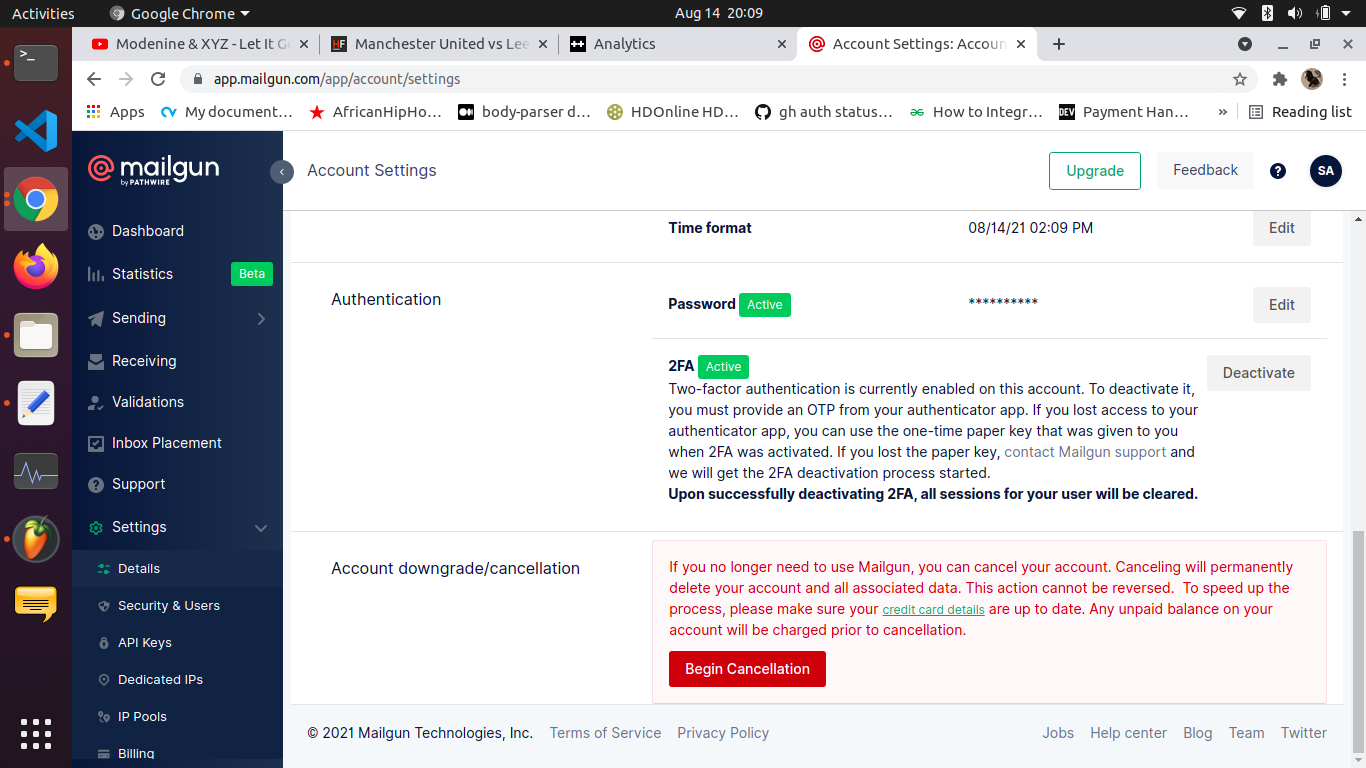 Activities
Google Chrome
Aug 14 20:09
Modenine & XYZ - Let It G
Manchester United vs Lee
Analytics
Account Settings: Accoun
app.mailgun.com/app/account/settings
Apps
My document...
AfricanHipHo...
body-parser d...
HDOnline HD...
gh auth status...
How to Integr...
DEV
Payment Han...
»
Reading list
mailgun
by PATHWIRE
Account Settings
Upgrade
Feedback
?
SA
Dashboard
Statistics
Beta
Sending
Receiving
Validations
Inbox Placement
Support
Settings
Details
Security & Users
API Keys
Dedicated IPs
IP Pools
Billing
Time format
08/14/21 02:09 PM
Edit
Authentication
Password
Active
**********
Edit
2FA
Active
Deactivate
Two-factor authentication is currently enabled on this account. To deactivate it,
you must provide an OTP from your authenticator app. If you lost access to your
authenticator app, you can use the one-time paper key that was given to you
when 2FA was activated. If you lost the paper key, contact Mailgun support and
we will get the 2FA deactivation process started.
Upon successfully deactivating 2FA, all sessions for your user will be cleared.
Account downgrade/cancellation
If you no longer need to use Mailgun, you can cancel your account. Canceling will permanently
delete your account and all associated data. This action cannot be reversed. To speed up the
process, please make sure your credit card details are up to date. Any unpaid balance on your
account will be charged prior to cancellation.
Begin Cancellation
© 2021 Mailgun Technologies, Inc.
Terms of Service
Privacy Policy
Jobs
Help center
Blog
Team
Twitter